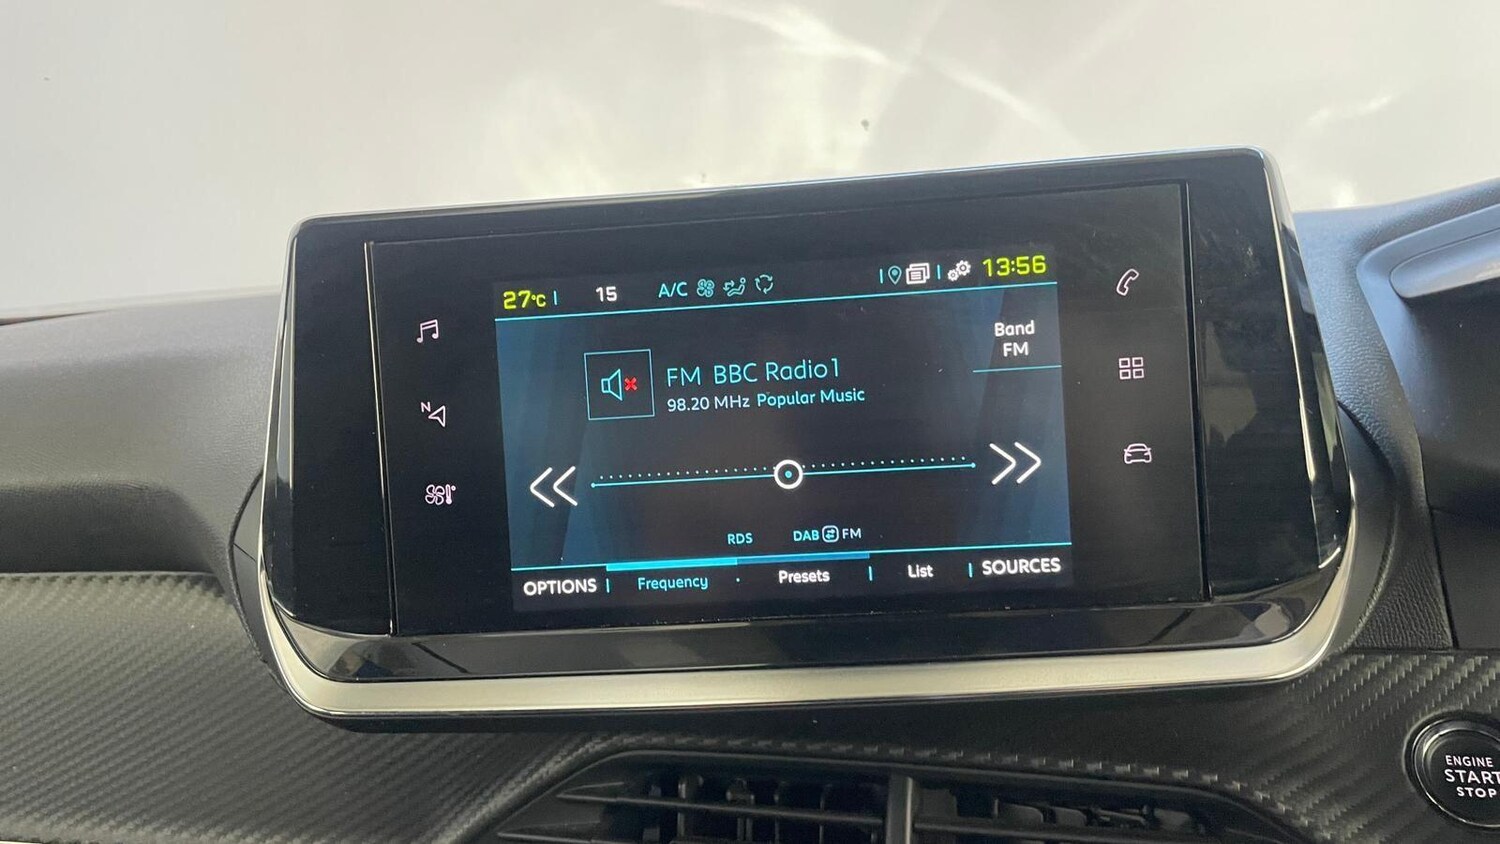 27°C 15 A/C 13:56
Band
FM
FM BBC Radio1
98.20 MHz Popular Music
N
RDS DAB FM
OPTIONS Frequency Presets List SOURCES
ENGINE
START
STOP